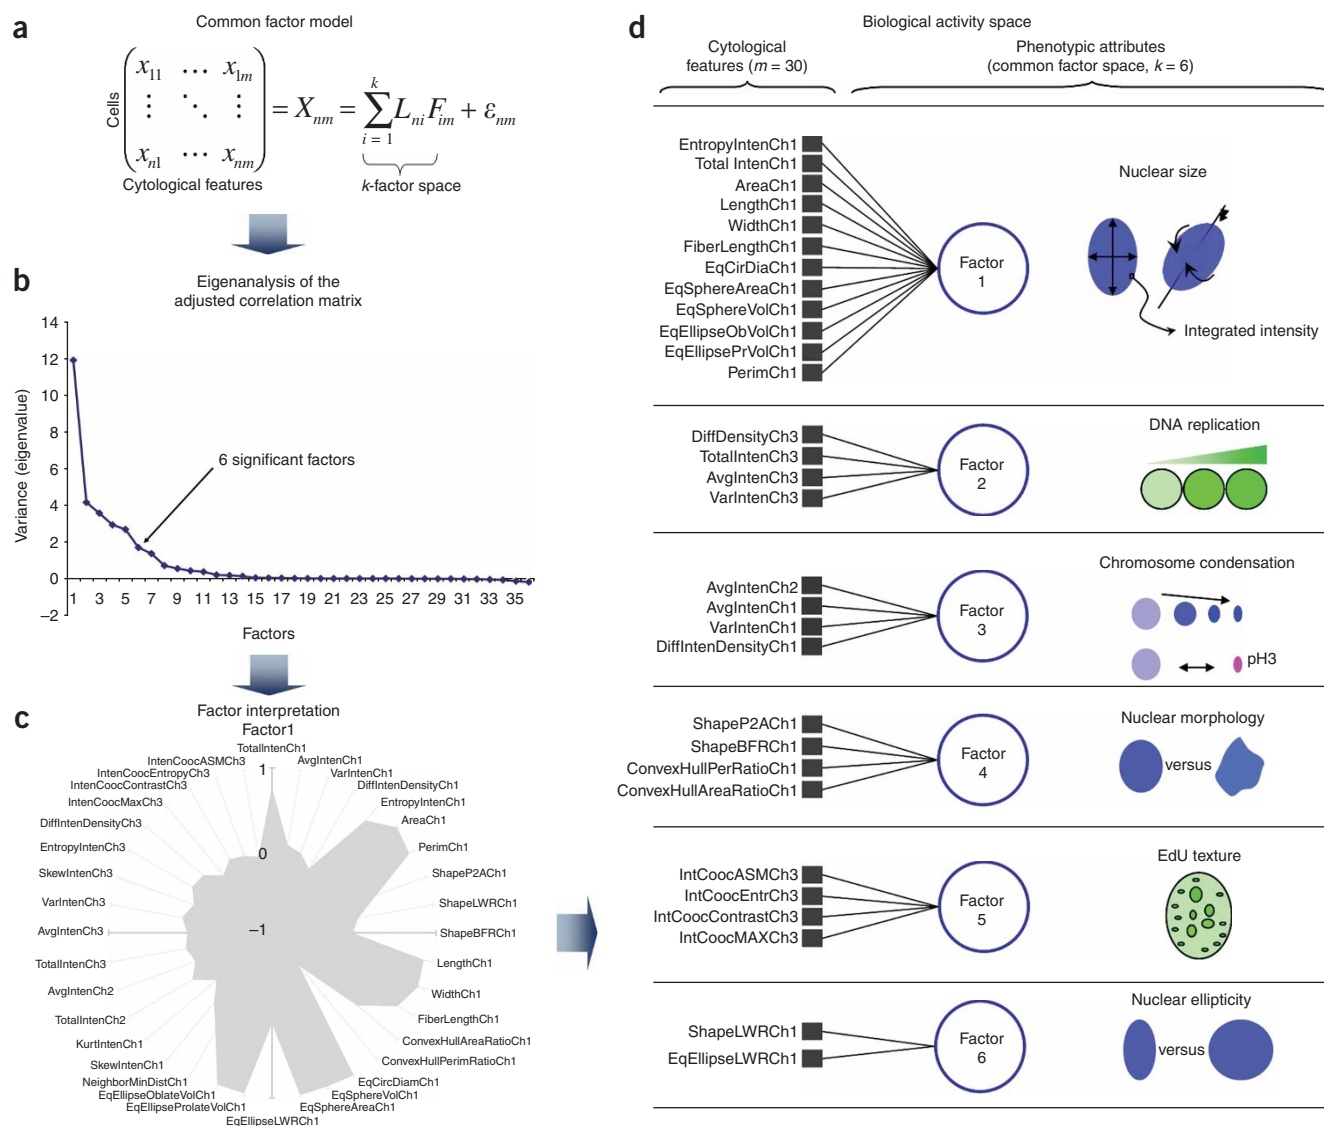 a
Common factor model
Cells
x11 ... x1m
xn1 ... xnm
= Xnm = k ∑ i = 1 Lni Fim + εnm
Cytological features
k-factor space
b
Eigenanalysis of the
adjusted correlation matrix
Variance (eigenvalue)
14
12
10
8
6
4
2
0
–2
6 significant factors
1 3 5 7 9 11 13 15 17 19 21 23 25 27 29 31 33 35
Factors
c
Factor interpretation
Factor1
TotalIntenCh1
AvgIntenCh1
VarIntenCh1
DiffIntenDensityCh1
EntropyIntenCh1
AreaCh1
PerimCh1
ShapeP2ACh1
ShapeLWRCh1
ShapeBFRCh1
LengthCh1
WidthCh1
FiberLengthCh1
ConvexHullAreaRatioCh1
ConvexHullPerimRatioCh1
EqCircDiamCh1
EqSphereVolCh1
EqSphereAreaCh1
EqEllipseLWRCh1
EqEllipseProlateVolCh1
EqEllipseOblateVolCh1
NeighborMinDistCh1
SkewIntenCh1
KurtIntenCh1
TotalIntenCh2
AvgIntenCh2
TotalIntenCh3
AvgIntenCh3
VarIntenCh3
SkewIntenCh3
EntropyIntenCh3
DiffIntenDensityCh3
IntenCoocMaxCh3
IntenCoocContrastCh3
IntenCoocEntropyCh3
IntenCoocASMCh3
1
0
–1
d
Biological activity space
Cytological
features (m = 30)
Phenotypic attributes
(common factor space, k = 6)
EntropyIntenCh1
Total IntenCh1
AreaCh1
LengthCh1
WidthCh1
FiberLengthCh1
EqCirDiaCh1
EqSphereAreaCh1
EqSphereVolCh1
EqEllipseObVolCh1
EqEllipsePrVolCh1
PerimCh1
Factor
1
Nuclear size
Integrated intensity
DiffDensityCh3
TotalIntenCh3
AvgIntenCh3
VarIntenCh3
Factor
2
DNA replication
AvgIntenCh2
AvgIntenCh1
VarIntenCh1
DiffIntenDensityCh1
Factor
3
Chromosome condensation
pH3
ShapeP2ACh1
ShapeBFRCh1
ConvexHullPerRatioCh1
ConvexHullAreaRatioCh1
Factor
4
Nuclear morphology
versus
IntCoocASMCh3
IntCoocEntrCh3
IntCoocContrastCh3
IntCoocMAXCh3
Factor
5
EdU texture
ShapeLWRCh1
EqEllipseLWRCh1
Factor
6
Nuclear ellipticity
versus